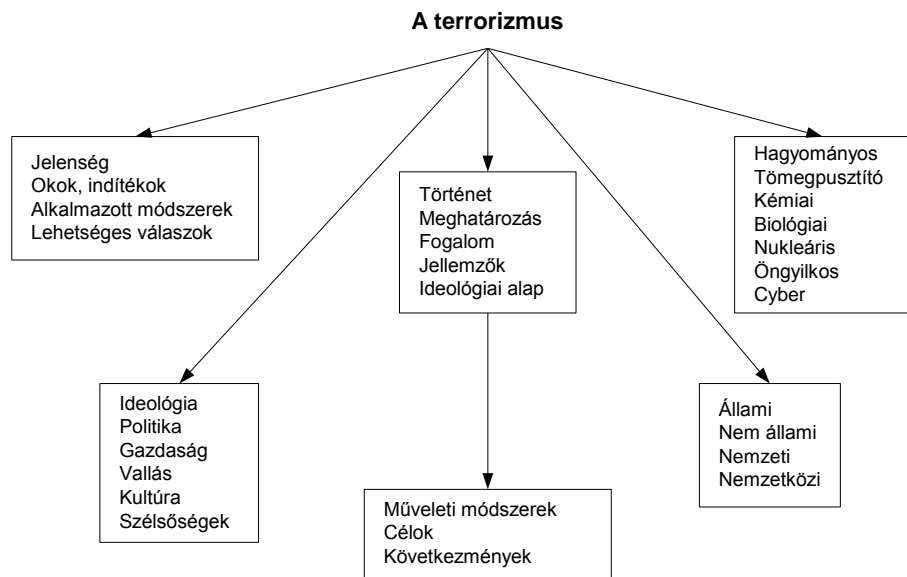 A terrorizmus
Jelenség
Okok, indítékok
Alkalmazott módszerek
Lehetséges válaszok
Történet
Meghatározás
Fogalom
Jellemzők
Ideológiai alap
Hagyományos
Tömegpusztító
Kémiai
Biológiai
Nukleáris
Öngyilkos
Cyber
Ideológia
Politika
Gazdaság
Vallás
Kultúra
Szélsőségek
Műveleti módszerek
Célok
Következmények
Állami
Nem állami
Nemzeti
Nemzetközi